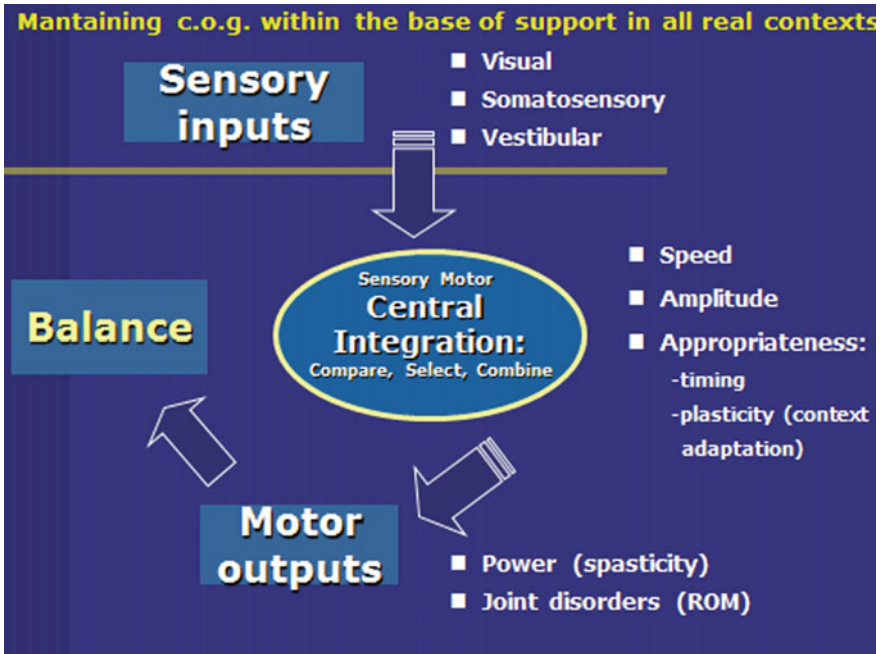 Mantaining c.o.g. within the base of support in all real contexts
Sensory
inputs
■ Visual
■ Somatosensory
■ Vestibular
Sensory Motor
Central
Integration:
Compare, Select, Combine
■ Speed
■ Amplitude
■ Appropriateness:
-timing
-plasticity (context
adaptation)
Balance
Motor
outputs
■ Power (spasticity)
■ Joint disorders (ROM)